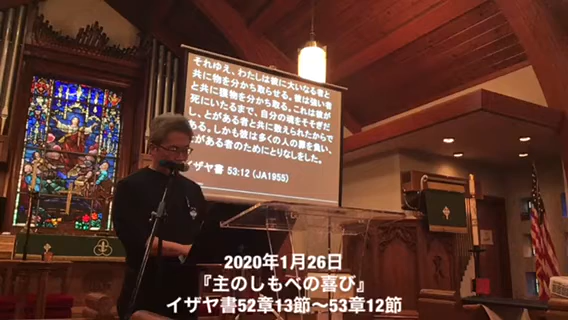 それゆえ、わたしは彼に大いなる者と
共に物を分かち取らせる。彼は強い者
と共に獲物を分かち取る。これは彼が
死にいたるまで、自分の魂をそそぎだ
し、とがある者と共に数えられたからで
ある。しかも彼は多くの人の罪を負い、
とがある者のためにとりなしをした。
イザヤ書 53:12 (JA1955)
2020年1月26日
『主のしもべの喜び』
イザヤ書52章13節〜53章12節